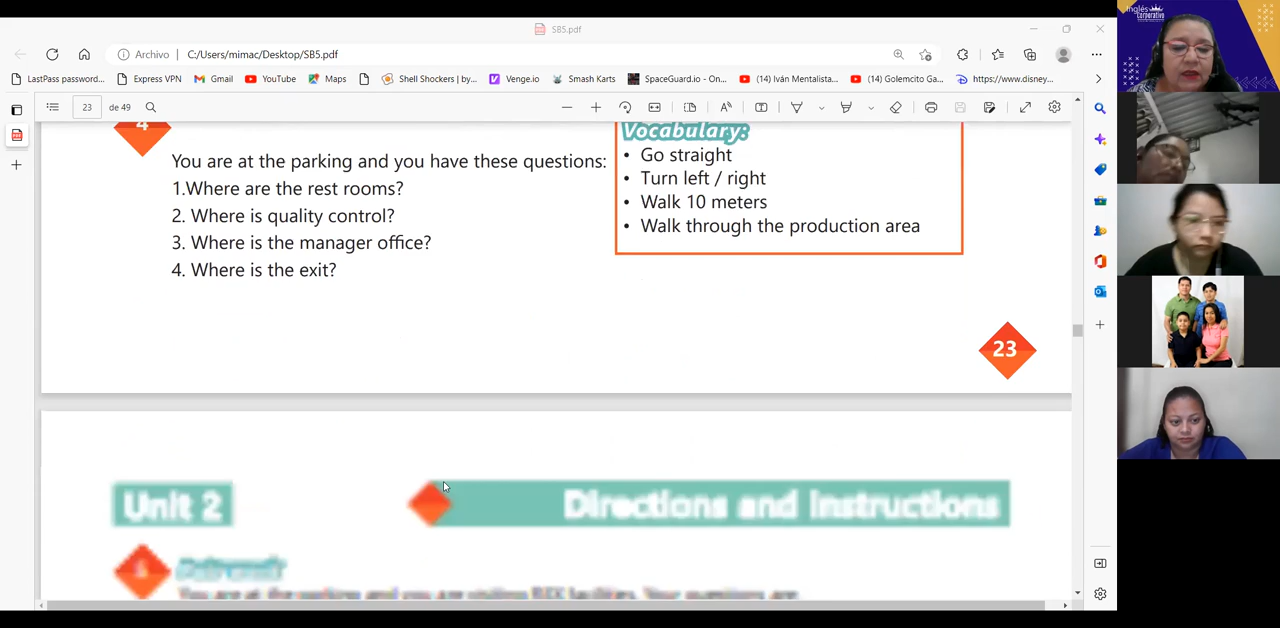 SB5.pdf
Archivo
C:/Users/mimac/Desktop/SB5.pdf
LastPass password...
Express VPN
Gmail
YouTube
Maps
Shell Shockers | by...
Venge.io
Smash Karts
SpaceGuard.io - On...
(14) Iván Mentalista...
(14) Golemcito Ga...
https://www.disney...
23
de 49
4
Vocabulary:
You are at the parking and you have these questions:
1.Where are the rest rooms?
2. Where is quality control?
3. Where is the manager office?
4. Where is the exit?
• Go straight
• Turn left / right
• Walk 10 meters
• Walk through the production area
23
Unit 2
Directions and Instructions
Inglés
Corporativo